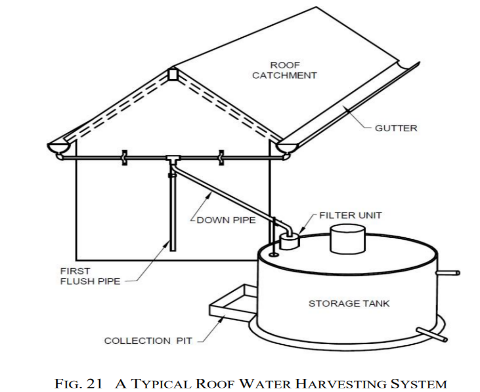 ROOF
CATCHMENT
GUTTER
DOWN PIPE
FILTER UNIT
FIRST
FLUSH PIPE
STORAGE TANK
COLLECTION PIT
FIG. 21 A TYPICAL ROOF WATER HARVESTING SYSTEM